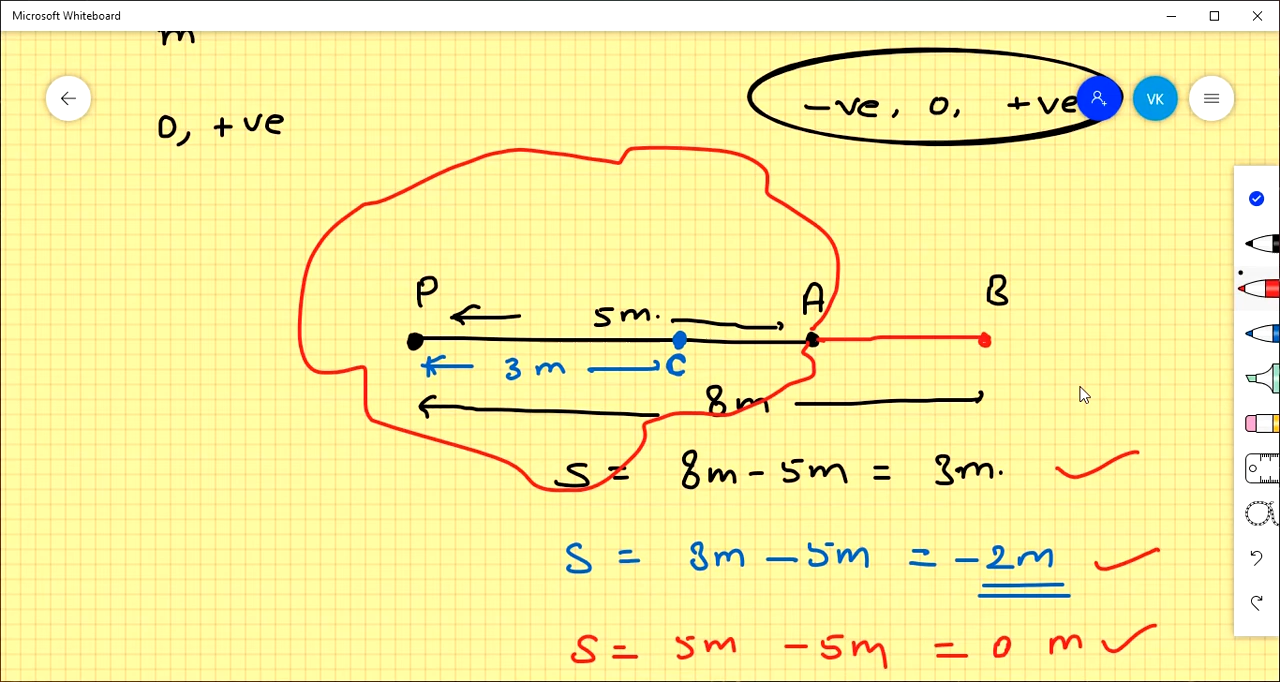 Microsoft Whiteboard
m
-ve, 0, +ve
VK
0, +ve
P
A
B
5m.
3 m
C
8m
S = 8m - 5m = 3m.
S = 3m - 5m = -2m
S = 5m - 5m = 0 m